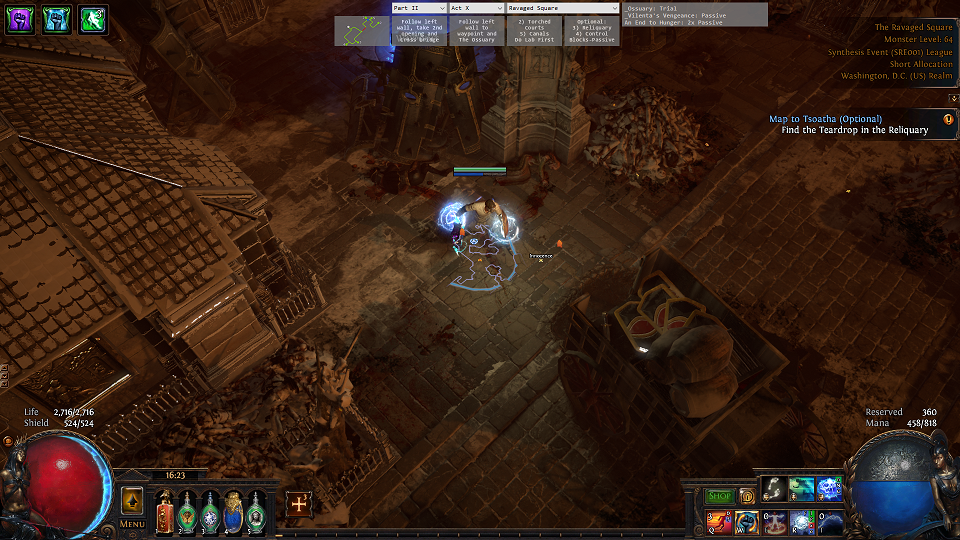 Part II
Act X
Ravaged Square
Follow left
wall, take 2nd
opening and
cross bridge
Follow left
wall to
waypoint and
The Ossuary
2) Torched
Courts
5) Canals
Do Lab First
Optional:
3) Reliquary
4) Control
Blocks-Passive
Ossuary: Trial
Vilenta's Vengeance: Passive
An End to Hunger: 2x Passive
The Ravaged Square
Monster Level: 64
Synthesis Event (SRE001) League
Short Allocation
Washington, D.C. (US) Realm
Map to Tsoatha (Optional)
Find the Teardrop in the Reliquary
Innocence
Life 2,716/2,716
Shield 524/524
Reserved 360
Mana 458/818
16:23
MENU
2
3
4
5
SHOP
Q